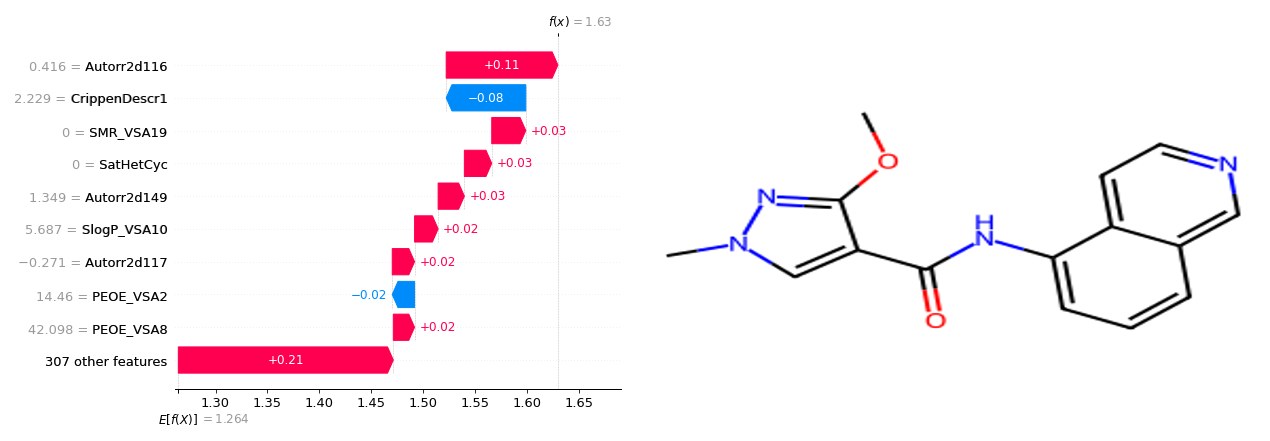 f(x) = 1.63
0.416 = Autorr2d116 +0.11
2.229 = CrippenDescr1 −0.08
0 = SMR_VSA19 +0.03
0 = SatHetCyc +0.03
1.349 = Autorr2d149 +0.03
5.687 = SlogP_VSA10 +0.02
−0.271 = Autorr2d117 +0.02
14.46 = PEOE_VSA2 −0.02
42.098 = PEOE_VSA8 +0.02
307 other features +0.21
1.30 1.35 1.40 1.45 1.50 1.55 1.60 1.65
E[f(X)] = 1.264
O
N
N
H
N
O
N